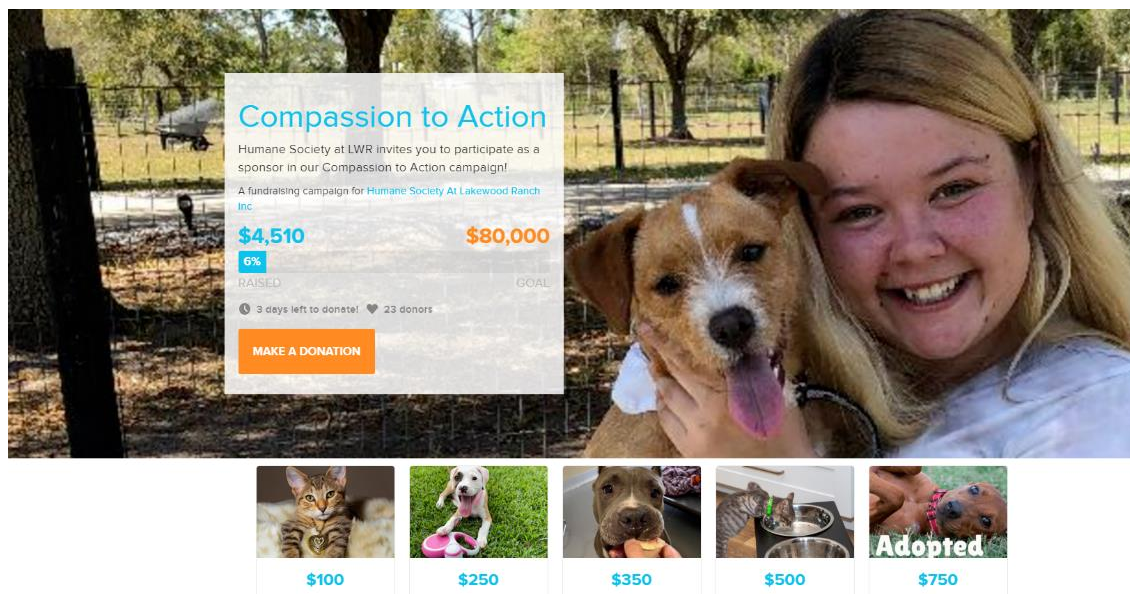 Compassion to Action
Humane Society at LWR invites you to participate as a
sponsor in our Compassion to Action campaign!
A fundraising campaign for Humane Society At Lakewood Ranch
Inc
$4,510 $80,000
6%
RAISED GOAL
3 days left to donate! 23 donors
MAKE A DONATION
Adopted
$100 $250 $350 $500 $750